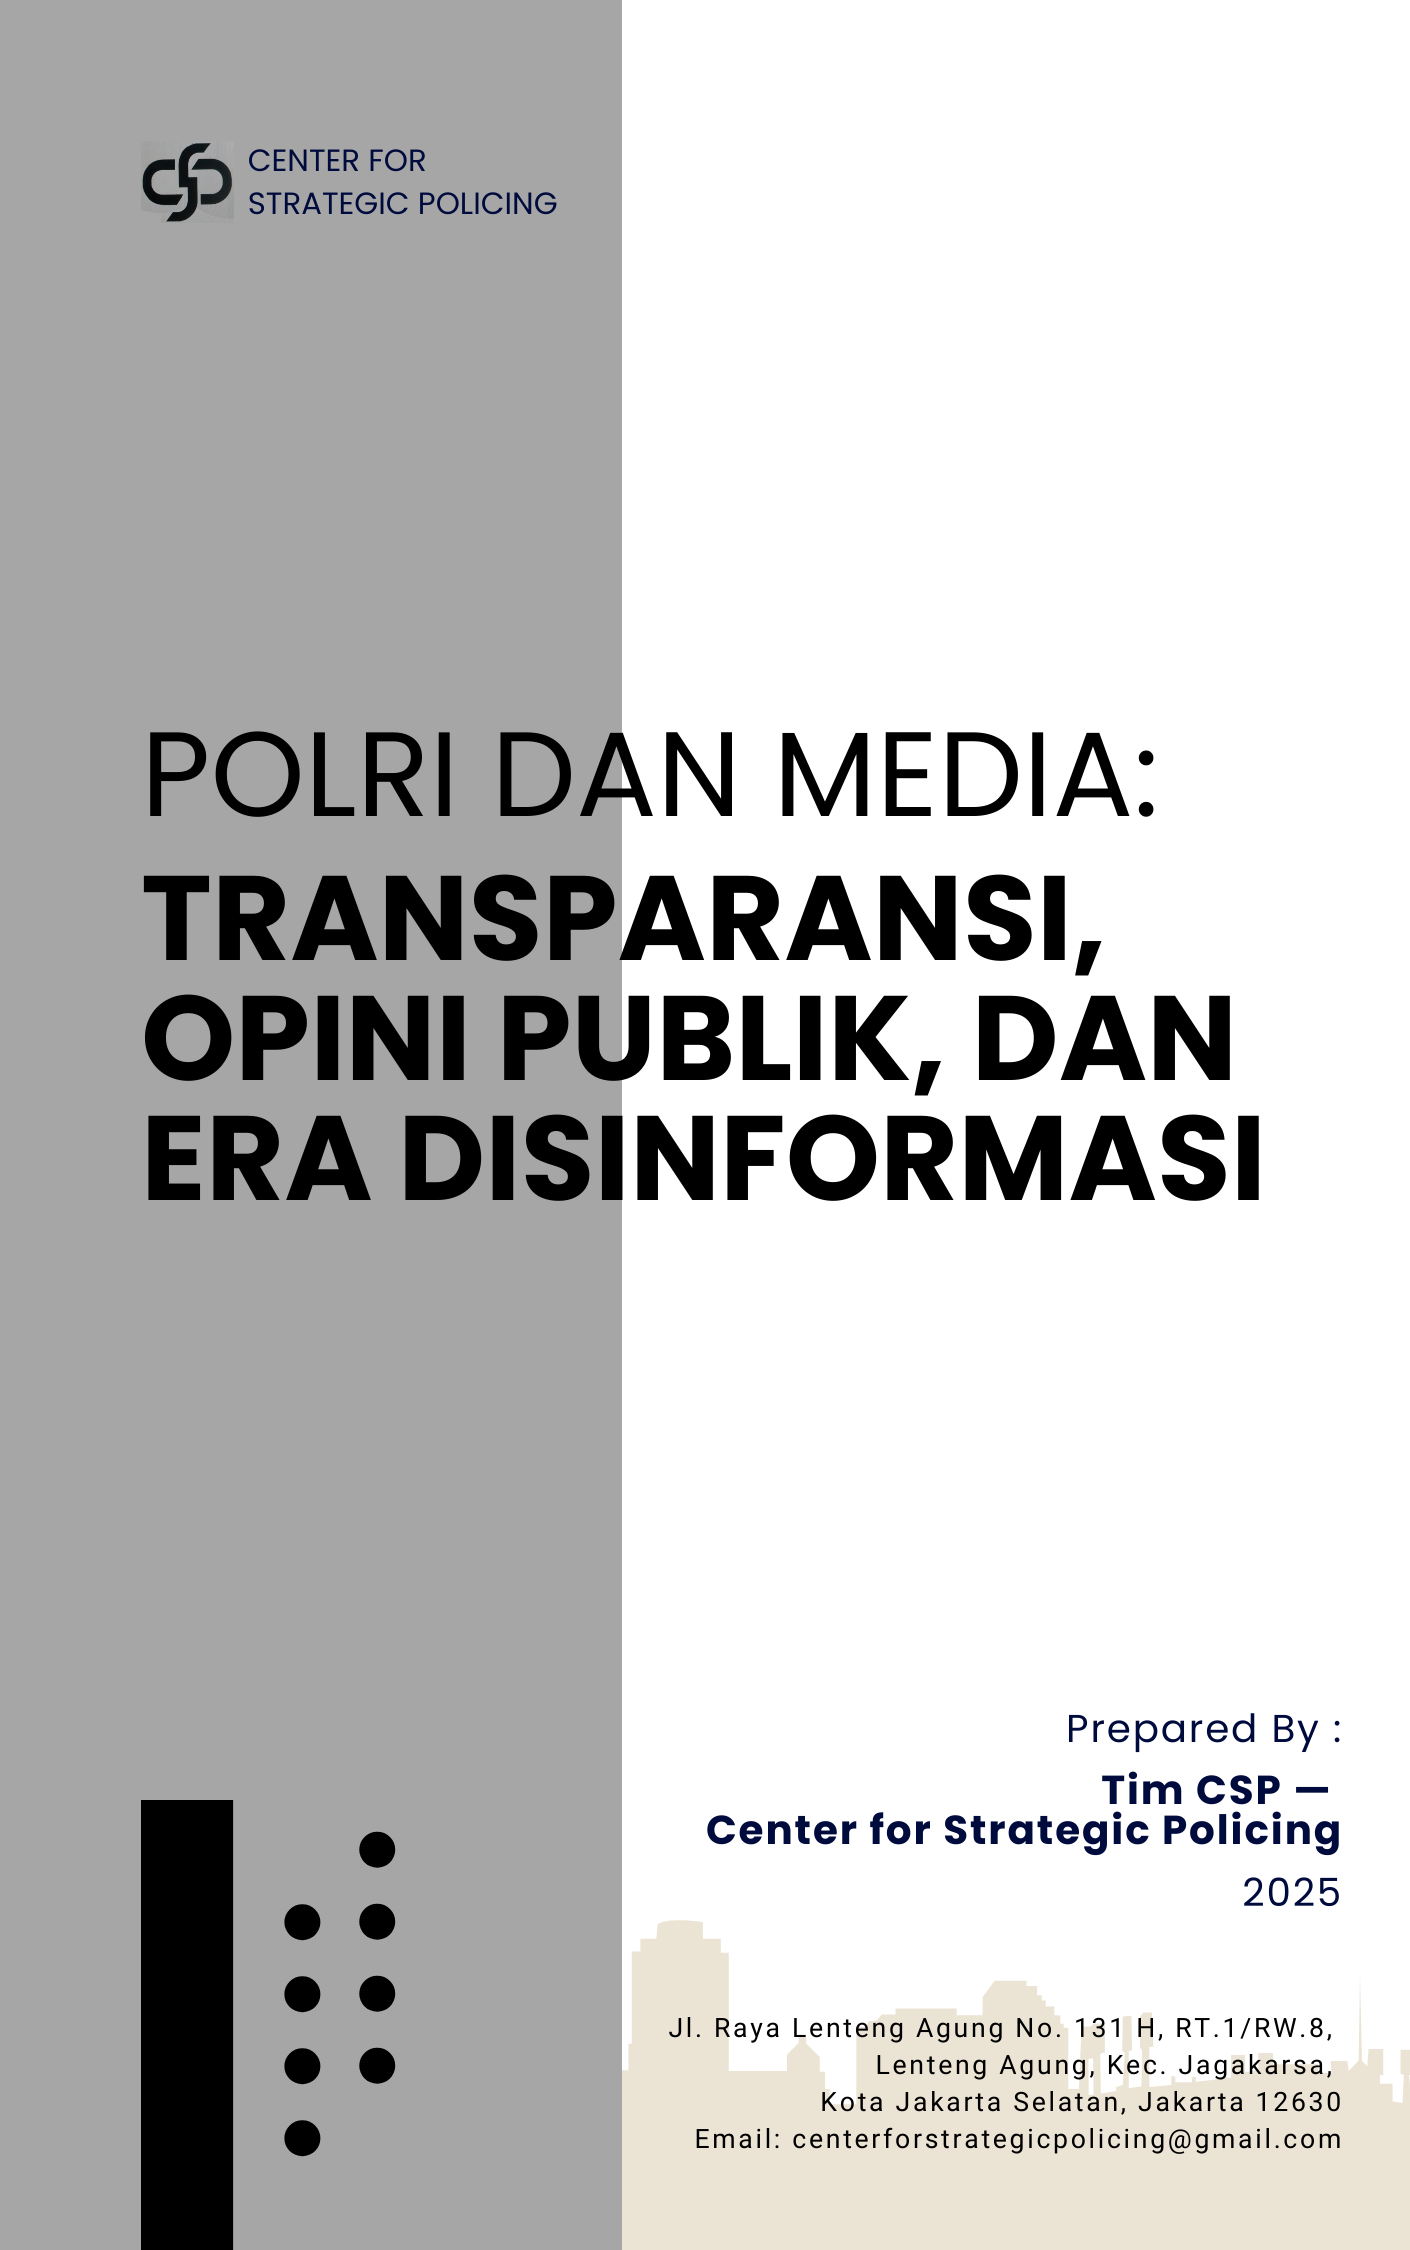 CENTER FOR
STRATEGIC POLICING
POLRI DAN MEDIA:
TRANSPARANSI,
OPINI PUBLIK, DAN
ERA DISINFORMASI
Prepared By :
Tim CSP —
Center for Strategic Policing
2025
Jl. Raya Lenteng Agung No. 131 H, RT.1/RW.8,
Lenteng Agung, Kec. Jagakarsa,
Kota Jakarta Selatan, Jakarta 12630
Email: centerforstrategicpolicing@gmail.com